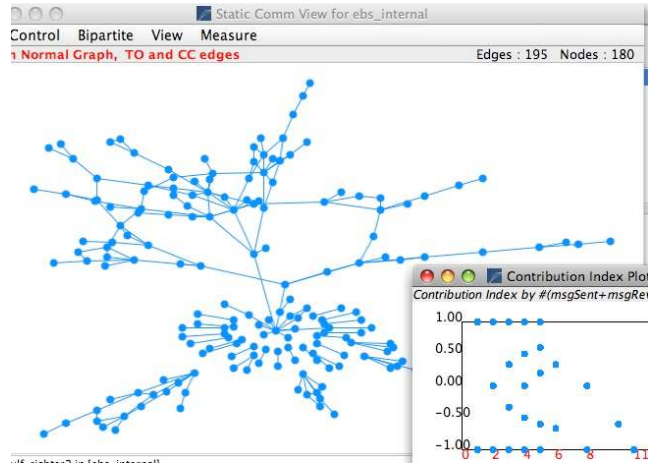 Static Comm View for ebs_internal
Control Bipartite View Measure
Normal Graph, TO and CC edges Edges : 195 Nodes : 180
Contribution Index Plot
Contribution Index by #(msgSent+msgRev
1.00
0.50
0.00
-0.50
-1.00
0 2 4 6 8 11